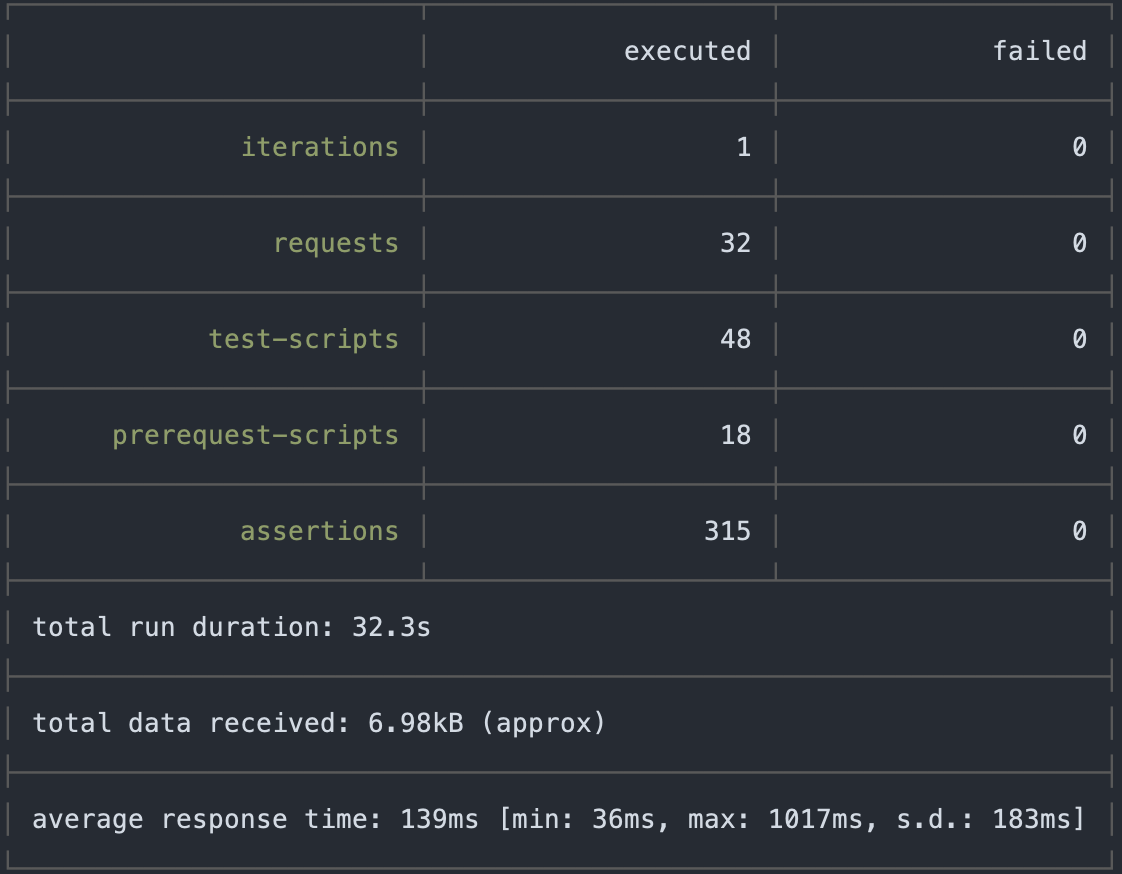 executed failed
iterations 1 0
requests 32 0
test-scripts 48 0
prerequest-scripts 18 0
assertions 315 0
total run duration: 32.3s
total data received: 6.98kB (approx)
average response time: 139ms [min: 36ms, max: 1017ms, s.d.: 183ms]